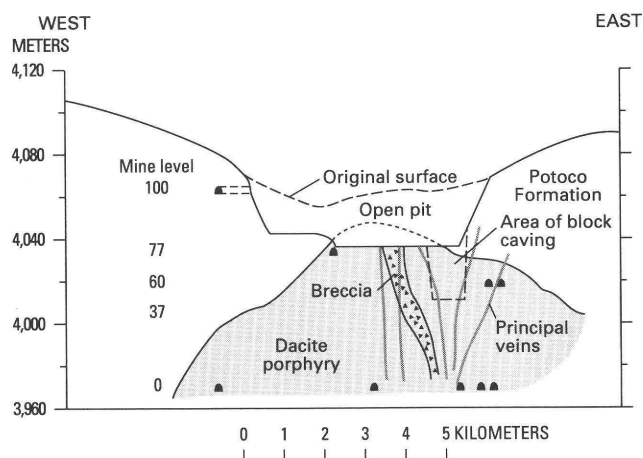 WEST
EAST
METERS
4,120
4,080
4,040
4,000
3,960
Mine level
100
77
60
37
0
Original surface
Open pit
Potoco
Formation
Area of block
caving
Breccia
Principal
veins
Dacite
porphyry
0 1 2 3 4 5 KILOMETERS